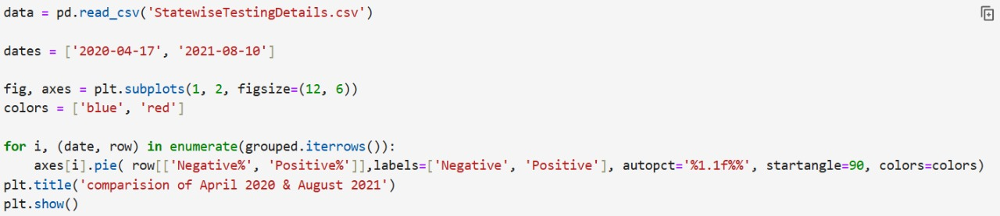 data = pd.read_csv('StatewiseTestingDetails.csv')
dates = ['2020-04-17', '2021-08-10']
fig, axes = plt.subplots(1, 2, figsize=(12, 6))
colors = ['blue', 'red']
for i, (date, row) in enumerate(grouped.iterrows()):
    axes[i].pie( row[['Negative%', 'Positive%']],labels=['Negative', 'Positive'], autopct='%1.1f%%', startangle=90, colors=colors)
plt.title('comparision of April 2020 & August 2021')
plt.show()